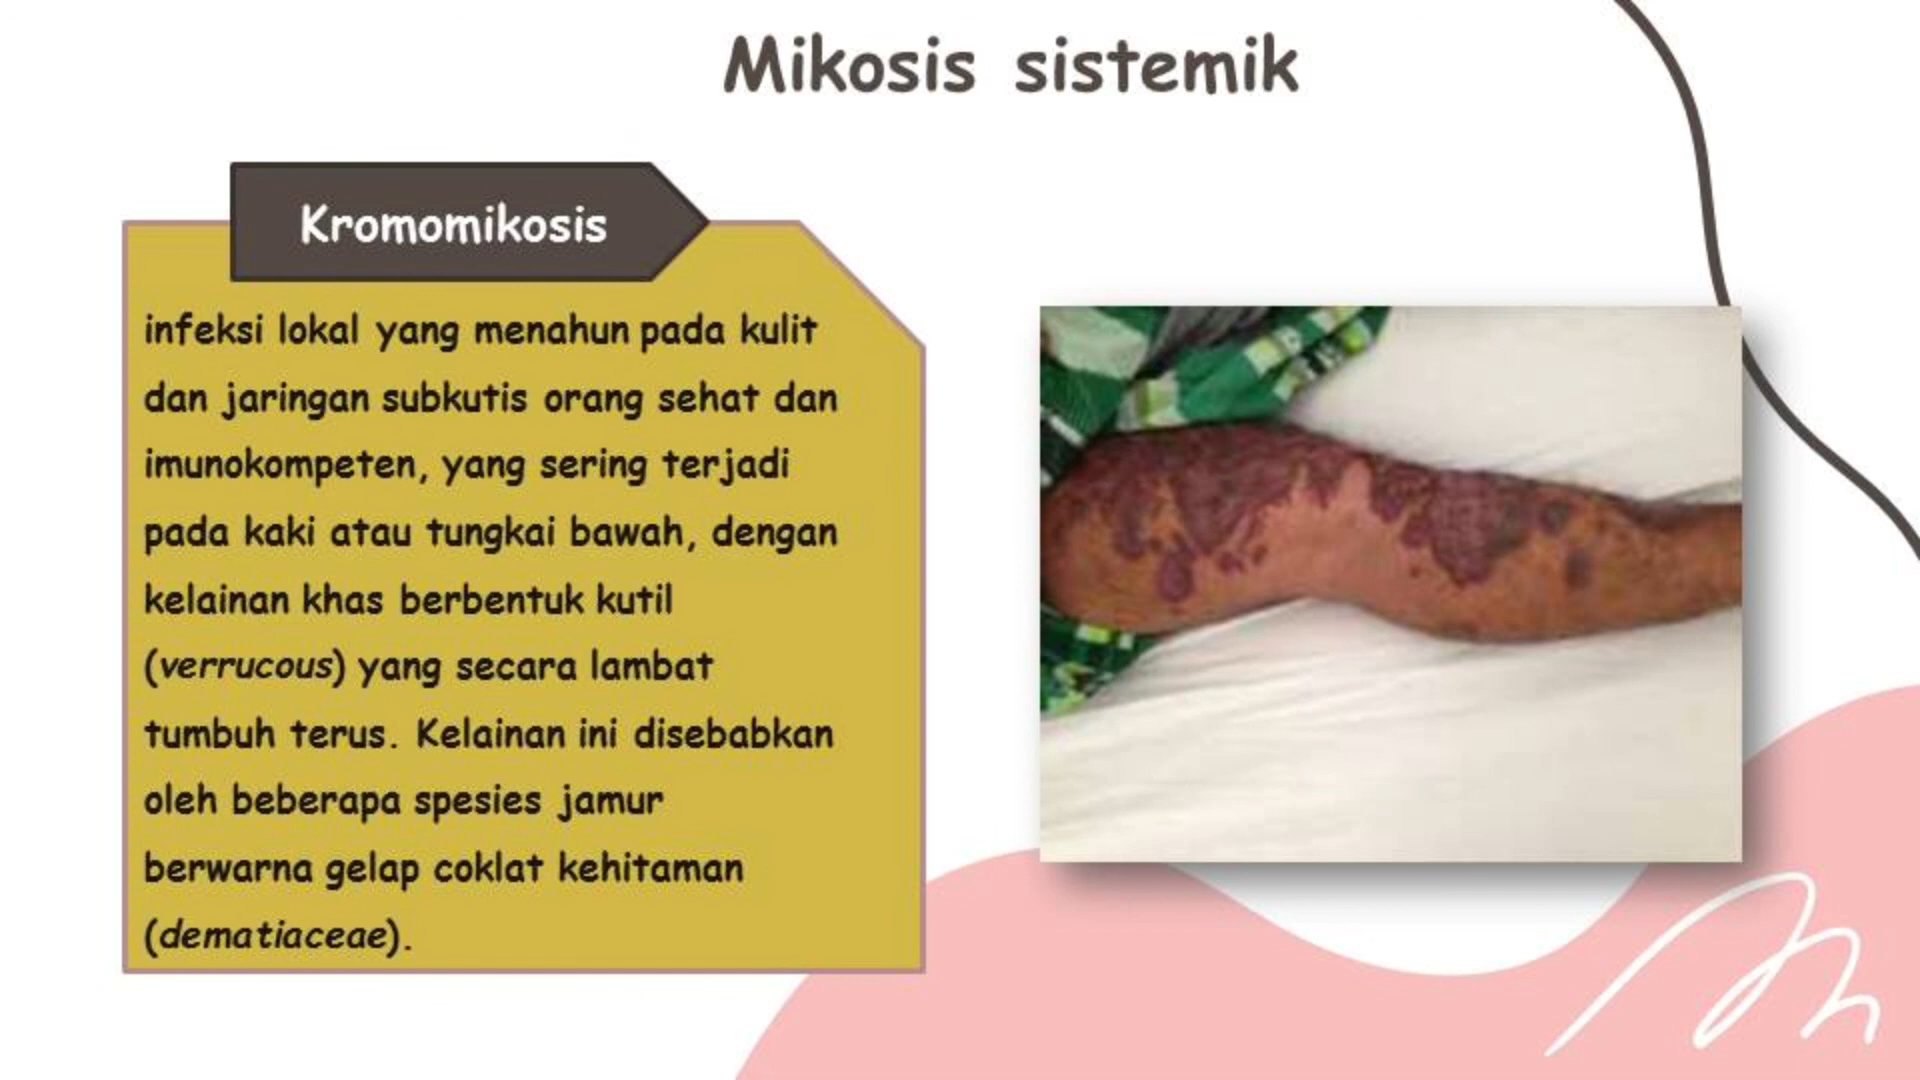 Mikosis sistemik
Kromomikosis
infeksi lokal yang menahun pada kulit
dan jaringan subkutis orang sehat dan
imunokompeten, yang sering terjadi
pada kaki atau tungkai bawah, dengan
kelainan khas berbentuk kutil
(verrucous) yang secara lambat
tumbuh terus. Kelainan ini disebabkan
oleh beberapa spesies jamur
berwarna gelap coklat kehitaman
(dematiaceae).